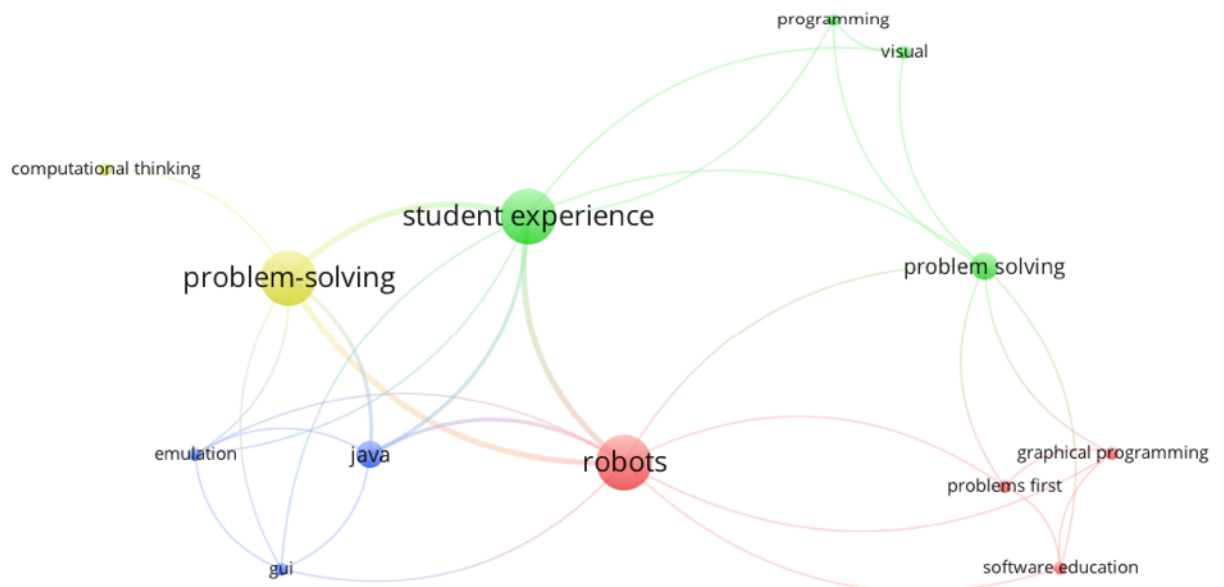 programming
visual
computational thinking
student experience
problem solving
problem-solving
emulation
java
robots
graphical programming
problems first
gui
software education